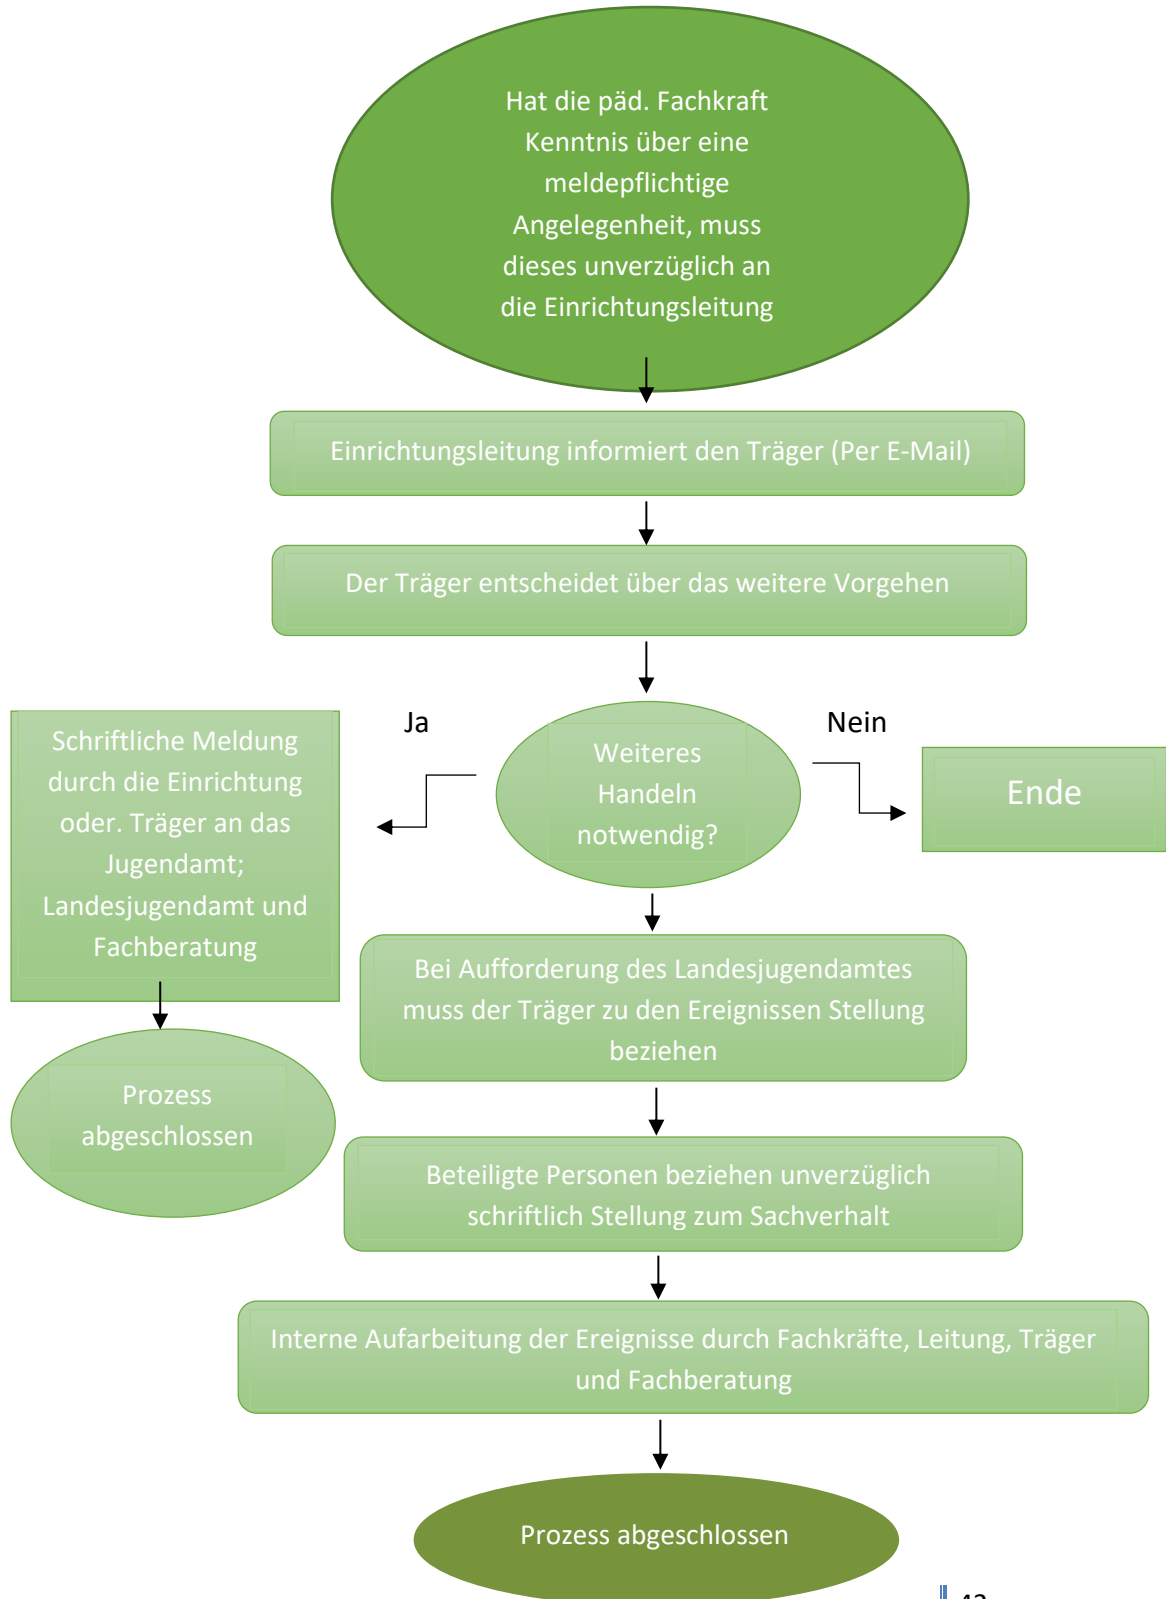 Hat die päd. Fachkraft
Kenntnis über eine
meldepflichtige
Angelegenheit, muss
dieses unverzüglich an
die Einrichtungsleitung
Einrichtungsleitung informiert den Träger (Per E-Mail)
Der Träger entscheidet über das weitere Vorgehen
Ja
Nein
Schriftliche Meldung
durch die Einrichtung
oder. Träger an das
Jugendamt;
Landesjugendamt und
Fachberatung
Weiteres
Handeln
notwendig?
Ende
Prozess
abgeschlossen
Bei Aufforderung des Landesjugendamtes
muss der Träger zu den Ereignissen Stellung
beziehen
Beteiligte Personen beziehen unverzüglich
schriftlich Stellung zum Sachverhalt
Interne Aufarbeitung der Ereignisse durch Fachkräfte, Leitung, Träger
und Fachberatung
Prozess abgeschlossen